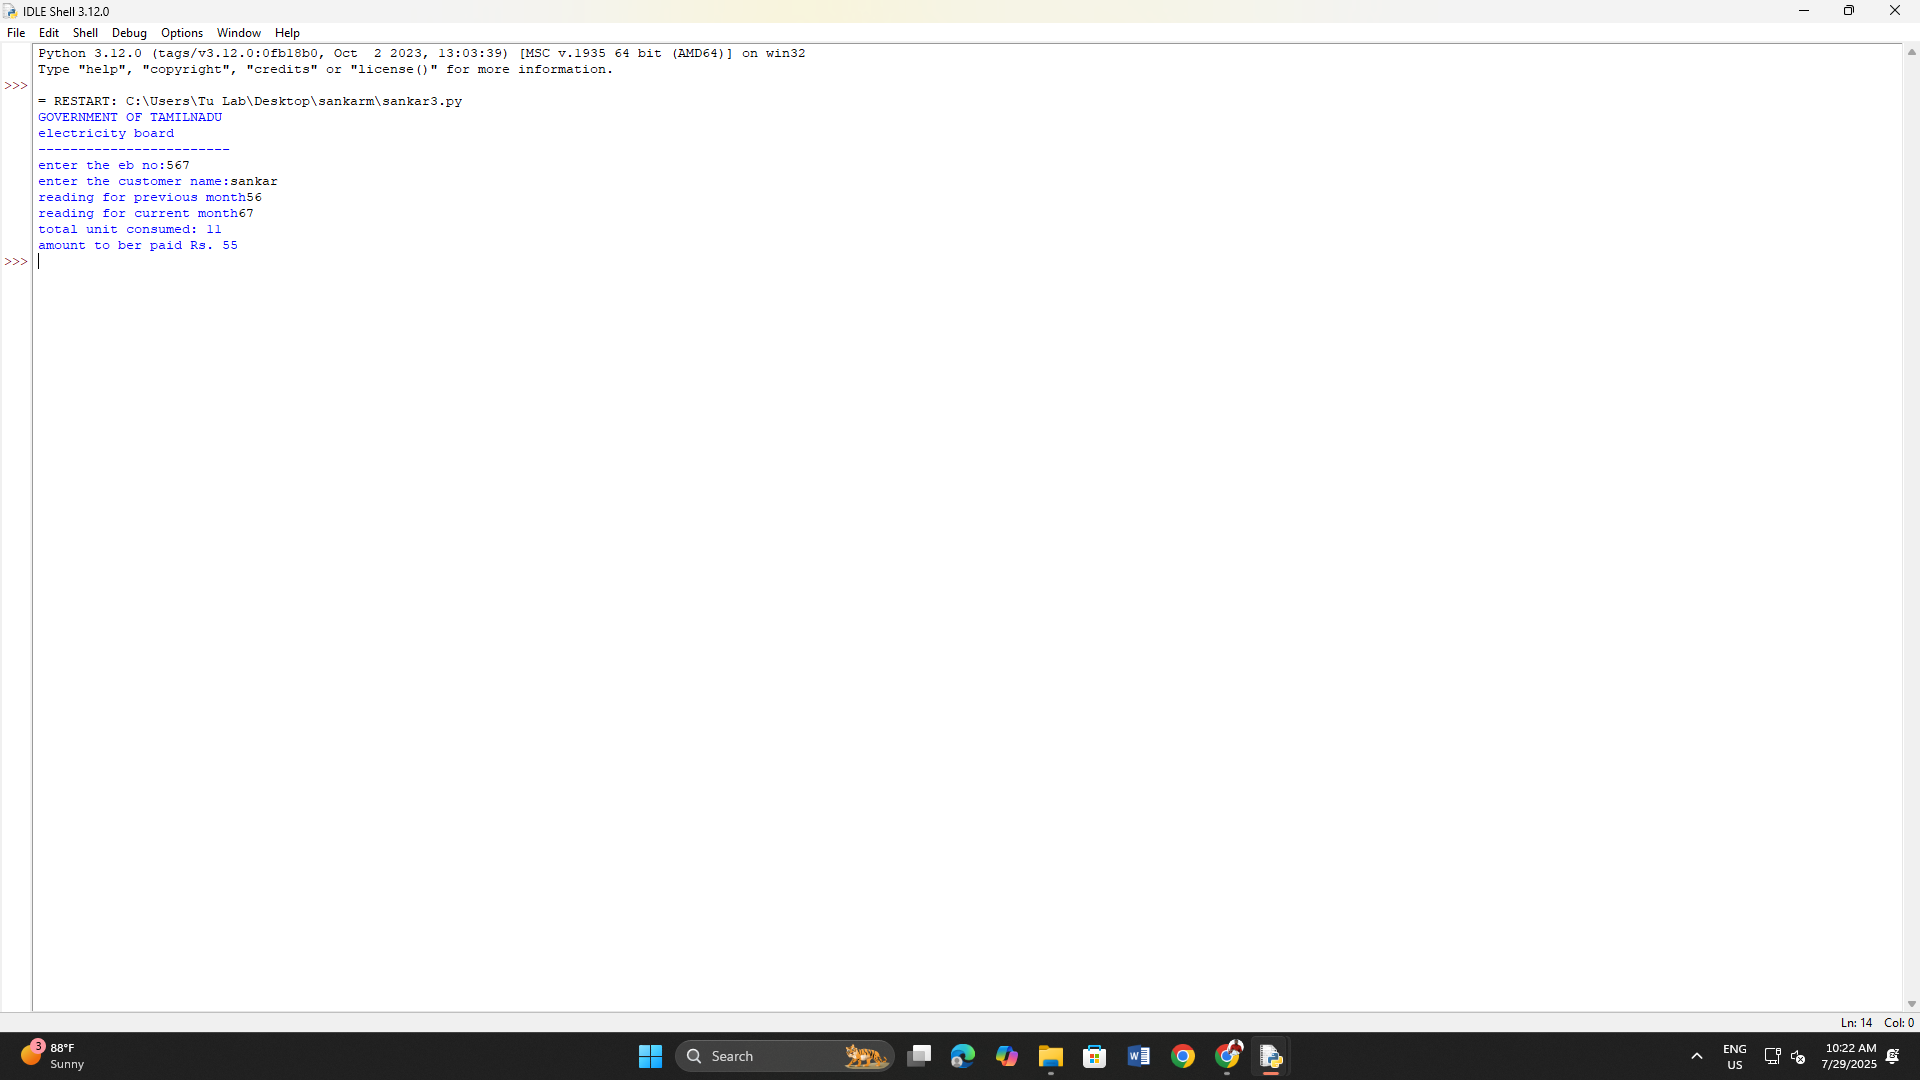 IDLE Shell 3.12.0
File Edit Shell Debug Options Window Help
Python 3.12.0 (tags/v3.12.0:0fb18b0, Oct  2 2023, 13:03:39) [MSC v.1935 64 bit (AMD64)] on win32
Type "help", "copyright", "credits" or "license()" for more information.
>>>
= RESTART: C:\Users\Tu Lab\Desktop\sankarm\sankar3.py
GOVERNMENT OF TAMILNADU
electricity board
------------------------
enter the eb no:567
enter the customer name:sankar
reading for previous month56
reading for current month67
total unit consumed: 11
amount to ber paid Rs. 55
>>>
Ln: 14 Col: 0
3
88°F
Sunny
Search
ENG
US
10:22 AM
7/29/2025